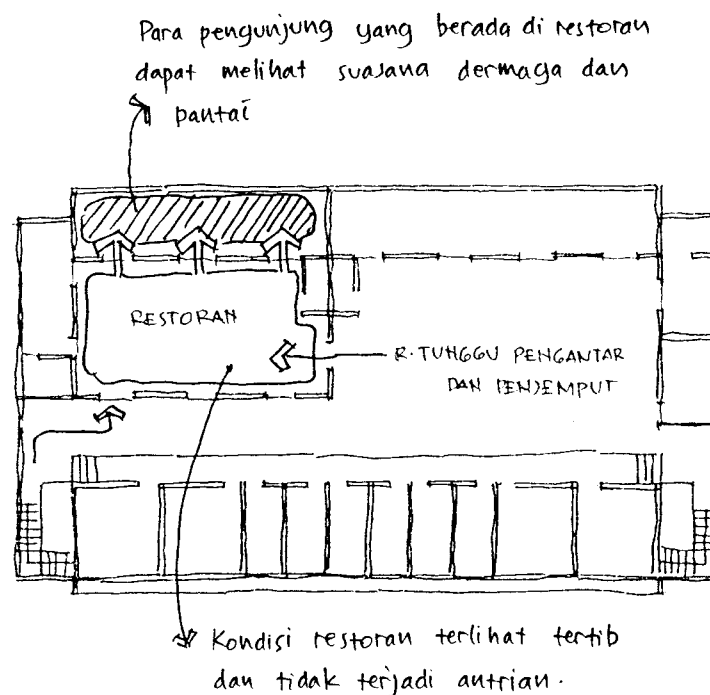 Para pengunjung yang berada di restoran
dapat melihat suasana dermaga dan
pantai
RESTORAN
R. TUNGGU PENGANTAR
DAN PENJEMPUT
Kondisi restoran terlihat tertib
dan tidak terjadi antrian.